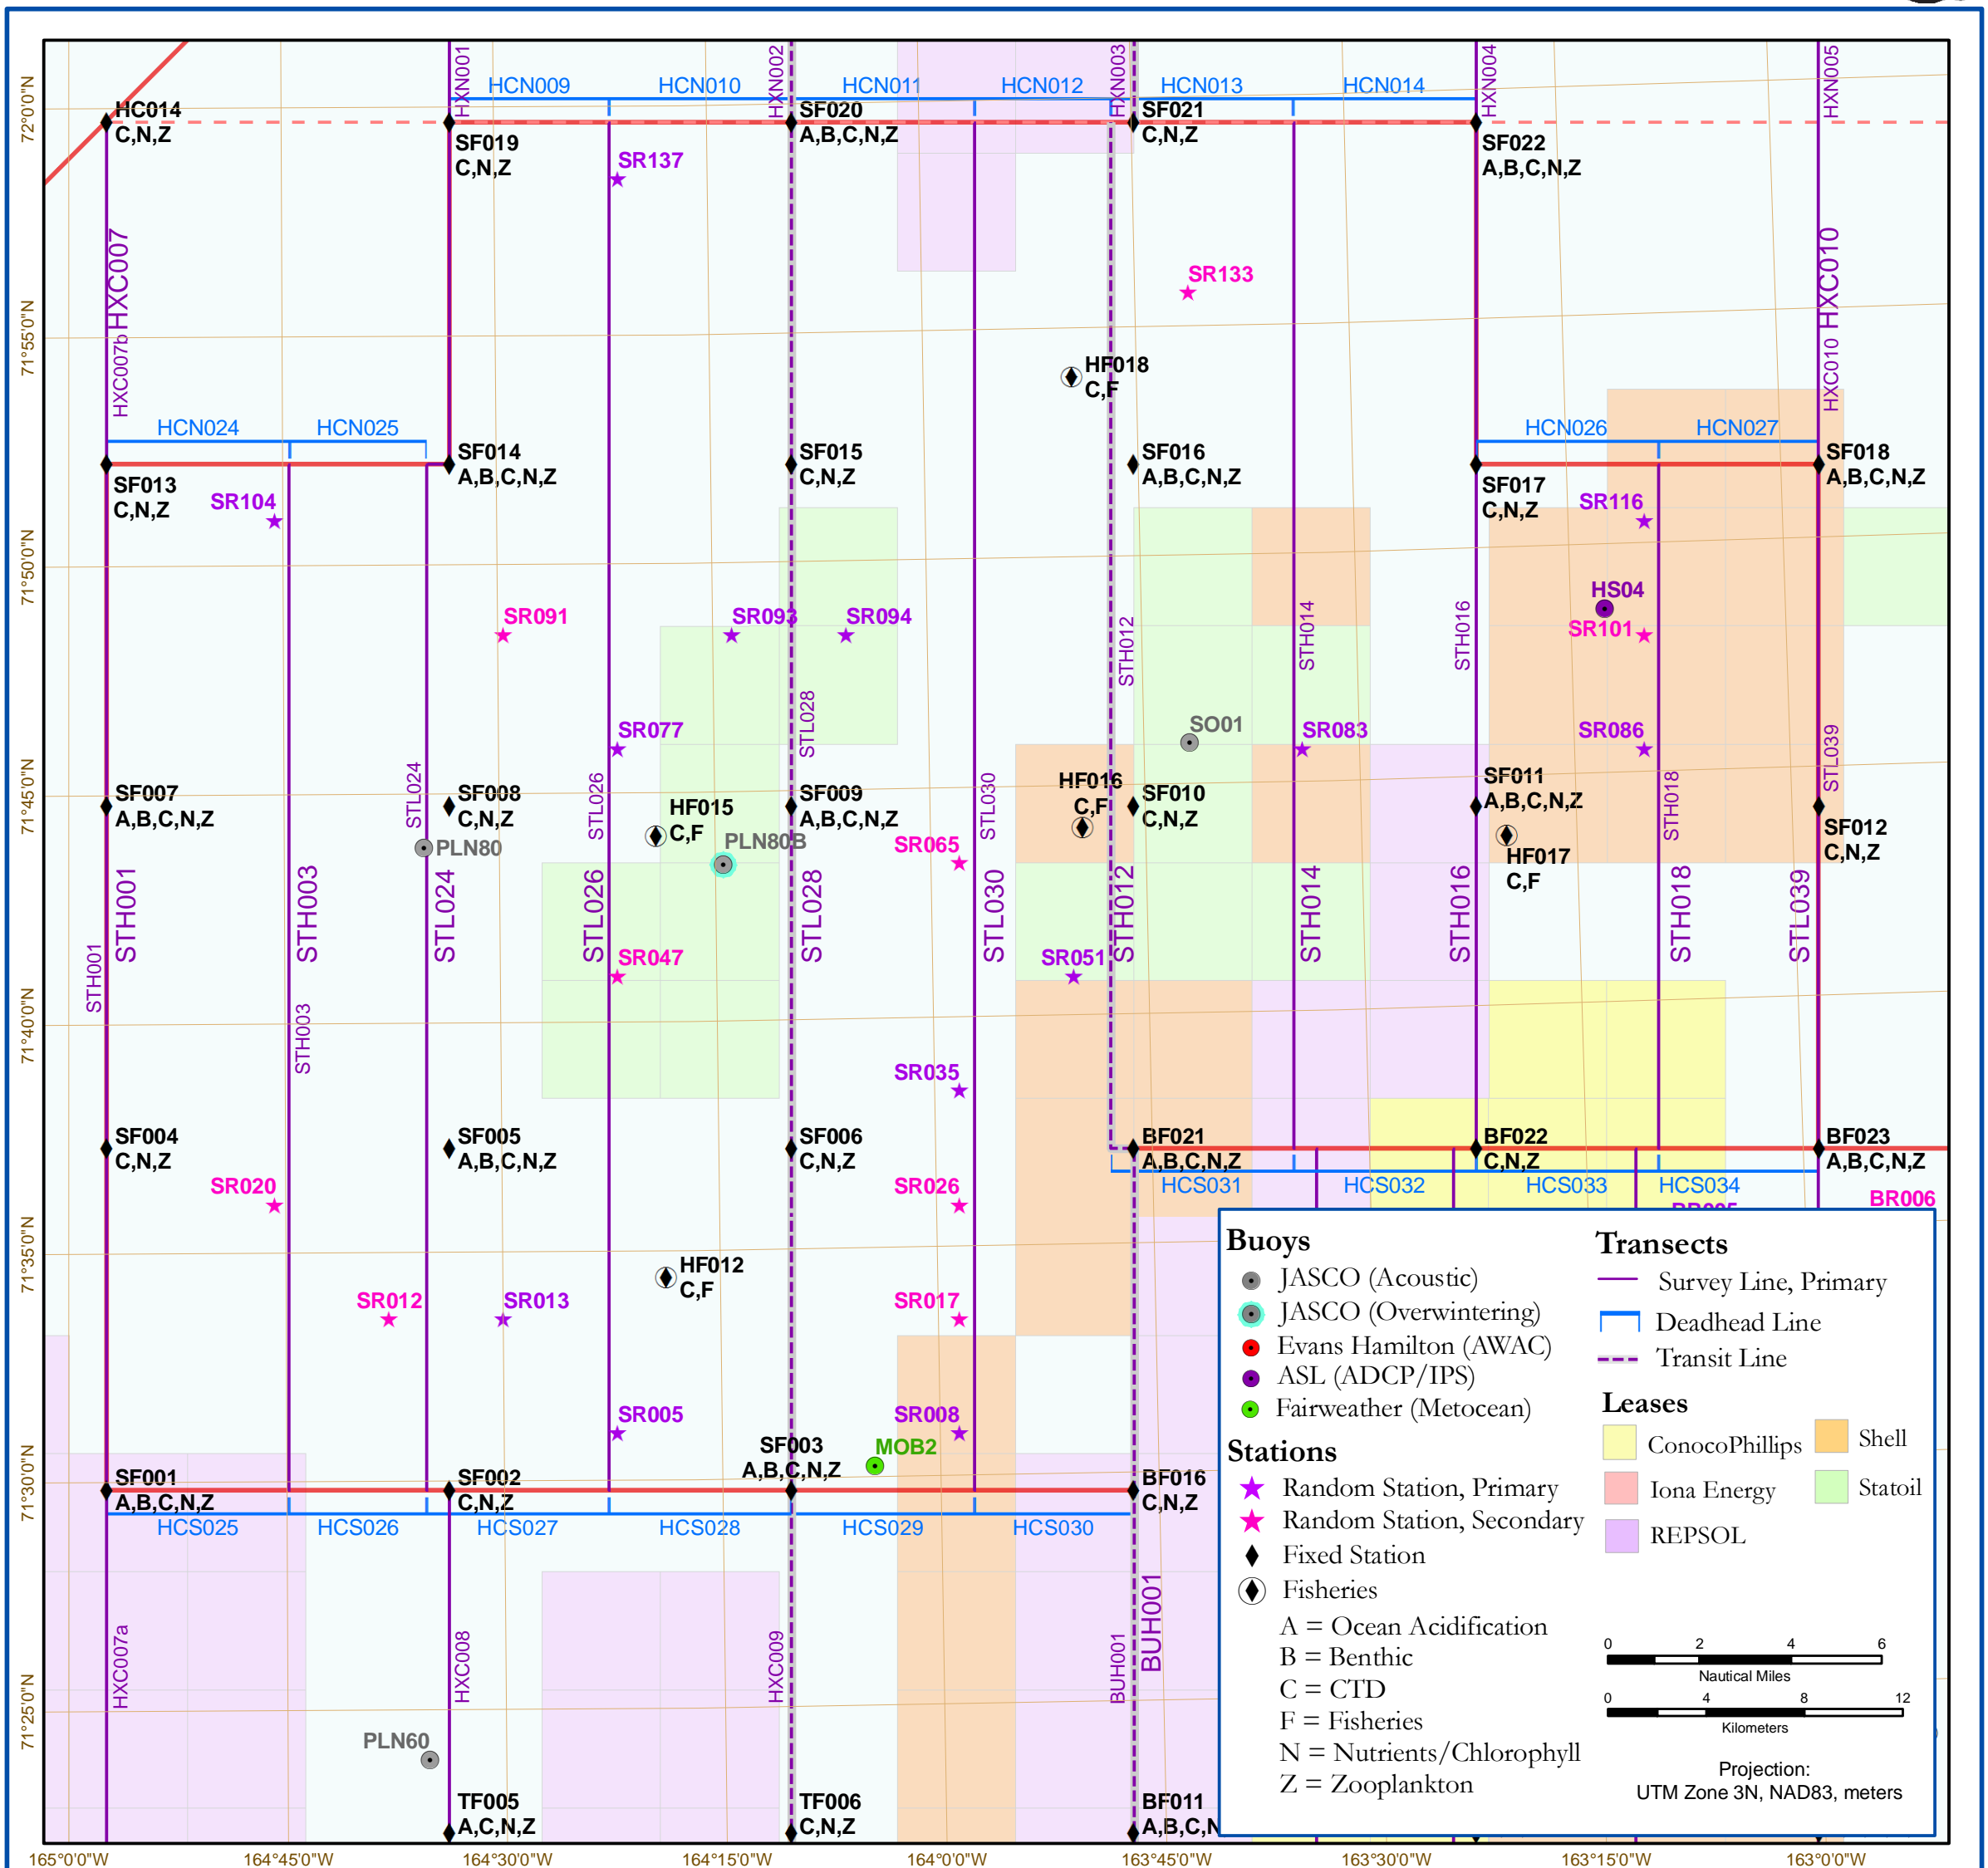 HXN001
HXN002
HXN003
HXN004
HXN005
HCN009
HCN010
HCN011
HCN012
HCN013
HCN014
72°0'0"N
HC014
C,N,Z
SF019
C,N,Z
SF020
A,B,C,N,Z
SF021
C,N,Z
SF022
A,B,C,N,Z
SR137
HXC007
HXC007b
SR133
HXC010
HXC010
71°55'0"N
HF018
C,F
HCN024
HCN025
HCN026
HCN027
SF013
C,N,Z
SF014
A,B,C,N,Z
SF015
C,N,Z
SF016
A,B,C,N,Z
SF017
C,N,Z
SF018
A,B,C,N,Z
SR104
SR116
71°50'0"N
SR091
SR093
SR094
STH012
STH014
STH016
HS04
SR101
SR077
STL028
SO01
SR083
SR086
STL039
71°45'0"N
SF007
A,B,C,N,Z
STL024
SF008
C,N,Z
STL026
HF015
C,F
SF009
A,B,C,N,Z
STL030
HF016
C,F
SF010
C,N,Z
SF011
A,B,C,N,Z
STH018
SF012
C,N,Z
PLN80
PLN80B
SR065
HF017
C,F
STH001
STH003
STL024
STL026
STL028
STL030
STH012
STH014
STH016
STH018
STL039
STH001
STH003
SR047
SR051
71°40'0"N
SR035
SF004
C,N,Z
SF005
A,B,C,N,Z
SF006
C,N,Z
BF021
A,B,C,N,Z
BF022
C,N,Z
BF023
A,B,C,N,Z
HCS031
HCS032
HCS033
HCS034
SR020
SR026
BR006
71°35'0"N
HF012
C,F
SR012
SR013
SR017
SR005
SR008
SF003
A,B,C,N,Z
MOB2
71°30'0"N
SF001
A,B,C,N,Z
SF002
C,N,Z
BF016
C,N,Z
HCS025
HCS026
HCS027
HCS028
HCS029
HCS030
HXC007a
HXC008
HXC009
BUH001
BUH001
71°25'0"N
PLN60
TF005
A,C,N,Z
TF006
C,N,Z
BF011
A,B,C,N
Buoys
JASCO (Acoustic)
JASCO (Overwintering)
Evans Hamilton (AWAC)
ASL (ADCP/IPS)
Fairweather (Metocean)
Stations
Random Station, Primary
Random Station, Secondary
Fixed Station
Fisheries
A = Ocean Acidification
B = Benthic
C = CTD
F = Fisheries
N = Nutrients/Chlorophyll
Z = Zooplankton
Transects
Survey Line, Primary
Deadhead Line
Transit Line
Leases
ConocoPhillips
Shell
Iona Energy
Statoil
REPSOL
0 2 4 6
Nautical Miles
0 4 8 12
Kilometers
Projection:
UTM Zone 3N, NAD83, meters
165°0'0"W
164°45'0"W
164°30'0"W
164°15'0"W
164°0'0"W
163°45'0"W
163°30'0"W
163°15'0"W
163°0'0"W